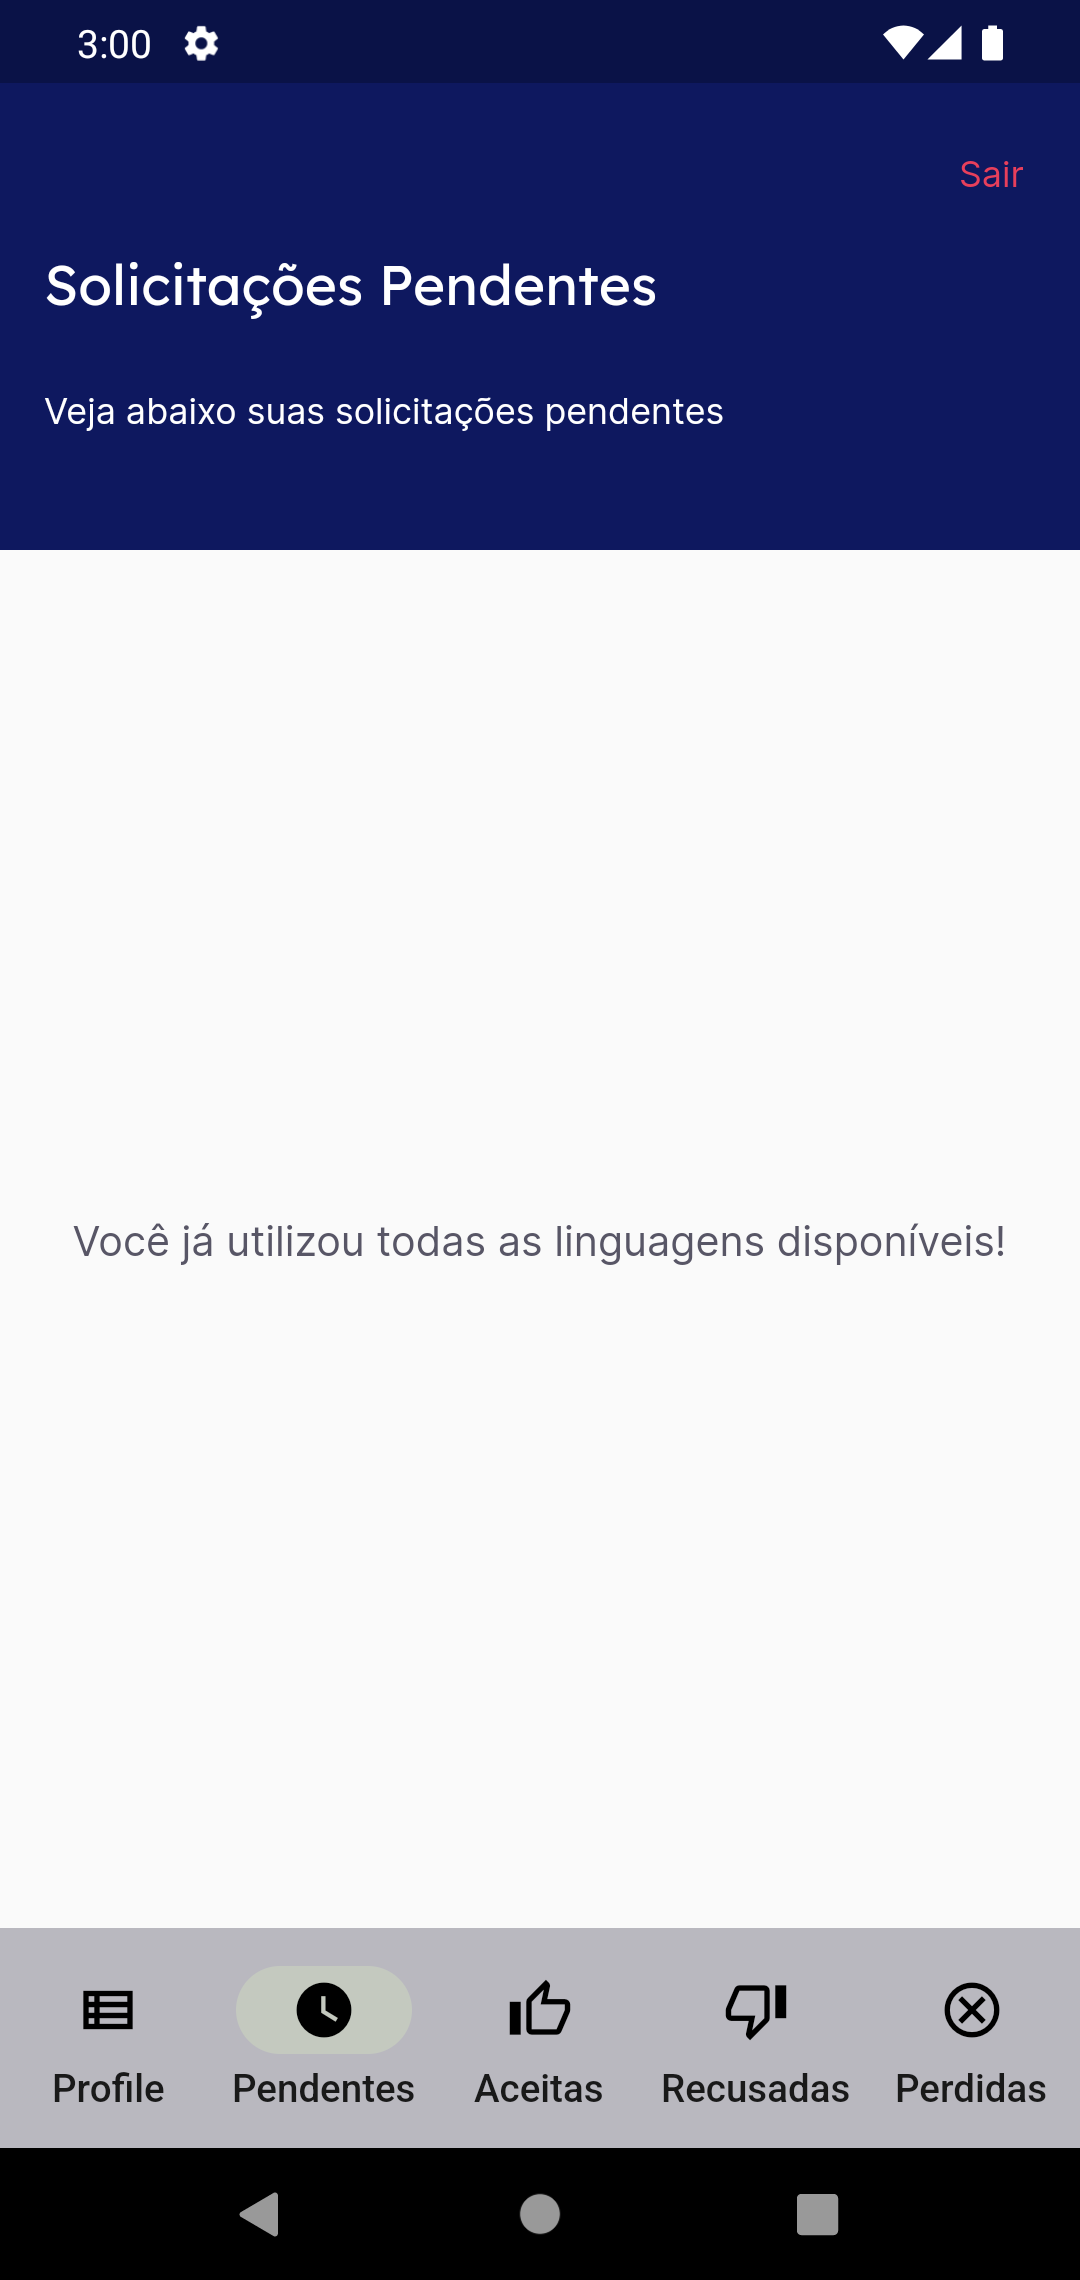 3:00
Sair
Solicitações Pendentes
Veja abaixo suas solicitações pendentes
Você já utilizou todas as linguagens disponíveis!
Profile
Pendentes
Aceitas
Recusadas
Perdidas